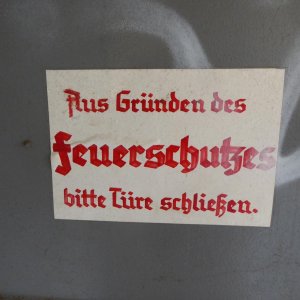 Aus Gründen des
Feuerschutzes
bitte Türe schließen.